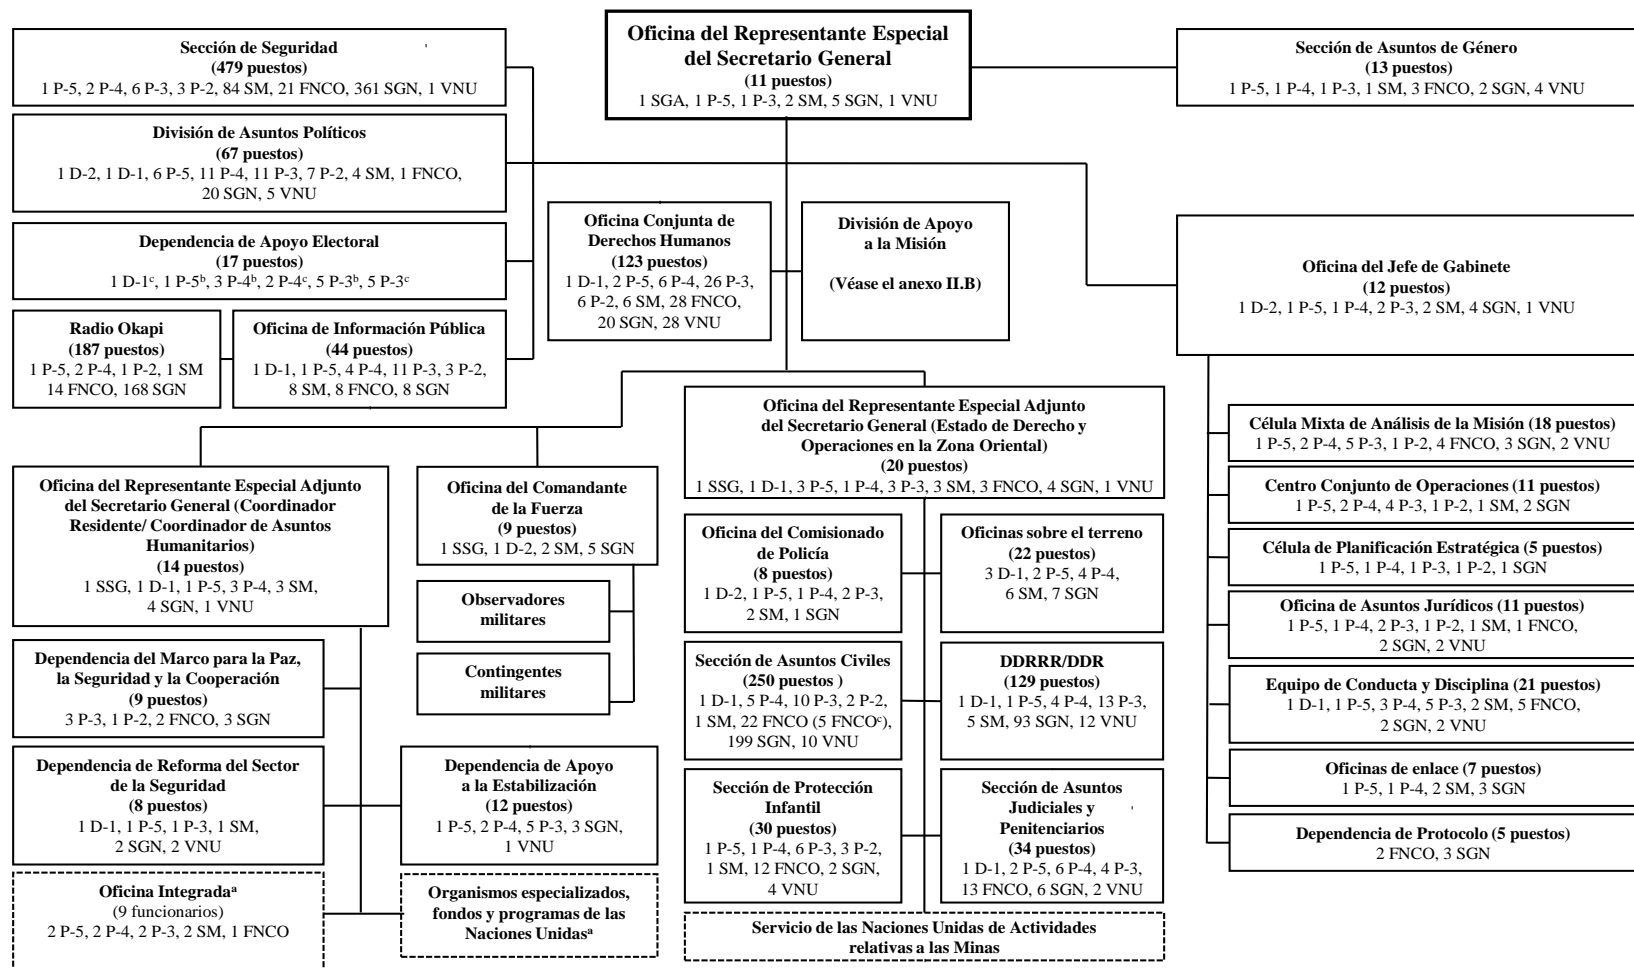 Oficina del Representante Especial
del Secretario General
(11 puestos)
1 SGA, 1 P-5, 1 P-3, 2 SM, 5 SGN, 1 VNU
Sección de Seguridad
(479 puestos)
1 P-5, 2 P-4, 6 P-3, 3 P-2, 84 SM, 21 FNCO, 361 SGN, 1 VNU
Sección de Asuntos de Género
(13 puestos)
1 P-5, 1 P-4, 1 P-3, 1 SM, 3 FNCO, 2 SGN, 4 VNU
División de Asuntos Políticos
(67 puestos)
1 D-2, 1 D-1, 6 P-5, 11 P-4, 11 P-3, 7 P-2, 4 SM, 1 FNCO,
20 SGN, 5 VNU
Dependencia de Apoyo Electoral
(17 puestos)
1 D-1ᶜ, 1 P-5ᵇ, 3 P-4ᵇ, 2 P-4ᶜ, 5 P-3ᵇ, 5 P-3ᶜ
Radio Okapi
(187 puestos)
1 P-5, 2 P-4, 1 P-2, 1 SM
14 FNCO, 168 SGN
Oficina de Información Pública
(44 puestos)
1 D-1, 1 P-5, 4 P-4, 11 P-3, 3 P-2,
8 SM, 8 FNCO, 8 SGN
Oficina Conjunta de
Derechos Humanos
(123 puestos)
1 D-1, 2 P-5, 6 P-4, 26 P-3,
6 P-2, 6 SM, 28 FNCO,
20 SGN, 28 VNU
División de Apoyo
a la Misión
(Véase el anexo II.B)
Oficina del Jefe de Gabinete
(12 puestos)
1 D-2, 1 P-5, 1 P-4, 2 P-3, 2 SM, 4 SGN, 1 VNU
Oficina del Representante Especial Adjunto
del Secretario General (Coordinador
Residente/ Coordinador de Asuntos
Humanitarios)
(14 puestos)
1 SSG, 1 D-1, 1 P-5, 3 P-4, 3 SM,
4 SGN, 1 VNU
Dependencia del Marco para la Paz,
la Seguridad y la Cooperación
(9 puestos)
3 P-3, 1 P-2, 2 FNCO, 3 SGN
Dependencia de Reforma del Sector
de la Seguridad
(8 puestos)
1 D-1, 1 P-5, 1 P-3, 1 SM,
2 SGN, 2 VNU
Dependencia de Apoyo
a la Estabilización
(12 puestos)
1 P-5, 2 P-4, 5 P-3, 3 SGN,
1 VNU
Oficina Integradaᵃ
(9 funcionarios)
2 P-5, 2 P-4, 2 P-3, 2 SM, 1 FNCO
Organismos especializados,
fondos y programas de las
Naciones Unidasᵃ
Oficina del Comandante
de la Fuerza
(9 puestos)
1 SSG, 1 D-2, 2 SM, 5 SGN
Observadores
militares
Contingentes
militares
Oficina del Representante Especial Adjunto
del Secretario General (Estado de Derecho y
Operaciones en la Zona Oriental)
(20 puestos)
1 SSG, 1 D-1, 3 P-5, 1 P-4, 3 P-3, 3 SM, 3 FNCO, 4 SGN, 1 VNU
Oficina del Comisionado
de Policía
(8 puestos)
1 D-2, 1 P-5, 1 P-4, 2 P-3,
2 SM, 1 SGN
Oficinas sobre el terreno
(22 puestos)
3 D-1, 2 P-5, 4 P-4,
6 SM, 7 SGN
Sección de Asuntos Civiles
(250 puestos )
1 D-1, 5 P-4, 10 P-3, 2 P-2,
1 SM, 22 FNCO (5 FNCOᶜ),
199 SGN, 10 VNU
DDRRR/DDR
(129 puestos)
1 D-1, 1 P-5, 4 P-4, 13 P-3,
5 SM, 93 SGN, 12 VNU
Sección de Protección
Infantil
(30 puestos)
1 P-5, 1 P-4, 6 P-3, 3 P-2,
1 SM, 12 FNCO, 2 SGN,
4 VNU
Sección de Asuntos
Judiciales y
Penitenciarios
(34 puestos)
1 D-1, 2 P-5, 6 P-4, 4 P-3,
13 FNCO, 6 SGN, 2 VNU
Servicio de las Naciones Unidas de Actividades
relativas a las Minas
Célula Mixta de Análisis de la Misión (18 puestos)
1 P-5, 2 P-4, 5 P-3, 1 P-2, 4 FNCO, 3 SGN, 2 VNU
Centro Conjunto de Operaciones (11 puestos)
1 P-5, 2 P-4, 4 P-3, 1 P-2, 1 SM, 2 SGN
Célula de Planificación Estratégica (5 puestos)
1 P-5, 1 P-4, 1 P-3, 1 P-2, 1 SGN
Oficina de Asuntos Jurídicos (11 puestos)
1 P-5, 1 P-4, 2 P-3, 1 P-2, 1 SM, 1 FNCO,
2 SGN, 2 VNU
Equipo de Conducta y Disciplina (21 puestos)
1 D-1, 1 P-5, 3 P-4, 5 P-3, 2 SM, 5 FNCO,
2 SGN, 2 VNU
Oficinas de enlace (7 puestos)
1 P-5, 1 P-4, 2 SM, 3 SGN
Dependencia de Protocolo (5 puestos)
2 FNCO, 3 SGN